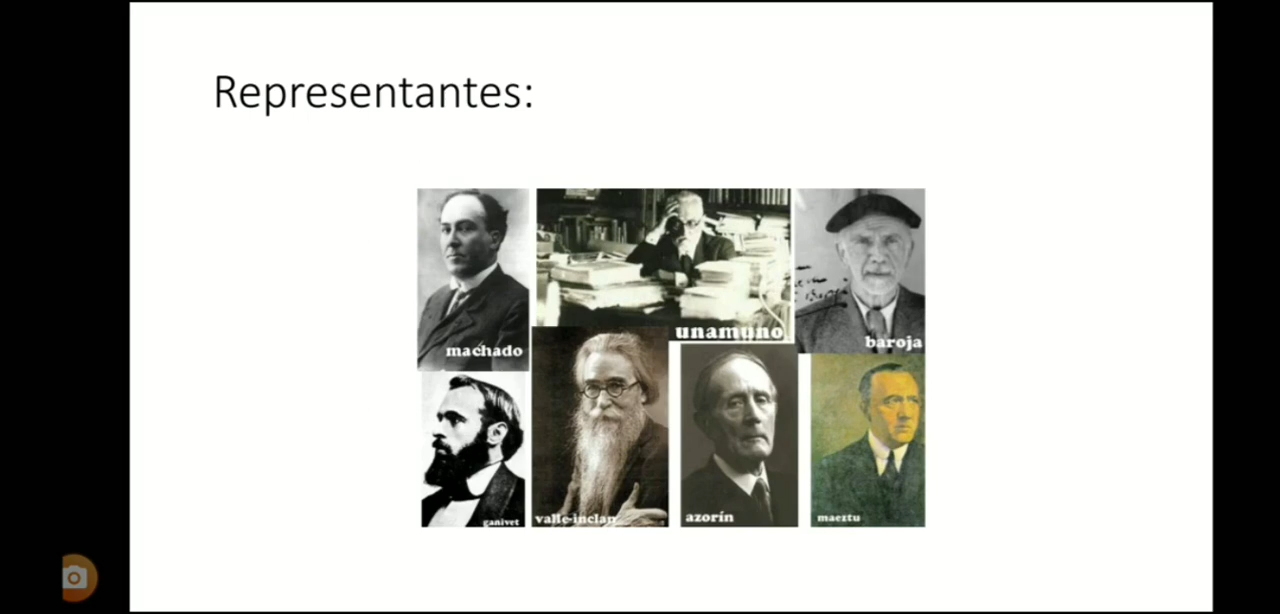 Representantes:
machado
unamuno
baroja
ganivet
valle-inclan
azorín
maeztu